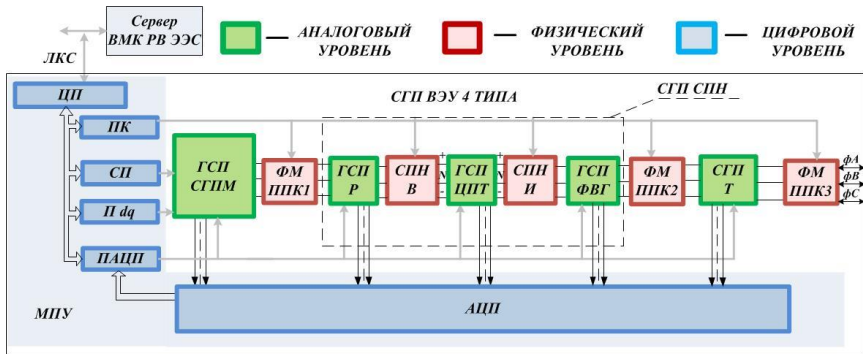 Сервер
ВМК РВ ЭЭС
— АНАЛОГОВЫЙ
УРОВЕНЬ
— ФИЗИЧЕСКИЙ
УРОВЕНЬ
— ЦИФРОВОЙ
УРОВЕНЬ
ЛКС
ЦП
СГП ВЭУ 4 ТИПА
СГП СПН
ПК
СП
П dq
ПАЦП
ГСП
СГПМ
ФМ
ППК1
ГСП
Р
СПН
В
+
N
-
ГСП
ЦПТ
+
N
-
СПН
И
ГСП
ФВГ
ФМ
ППК2
СГП
Т
ФМ
ППК3
фА
фВ
фС
МПУ
АЦП